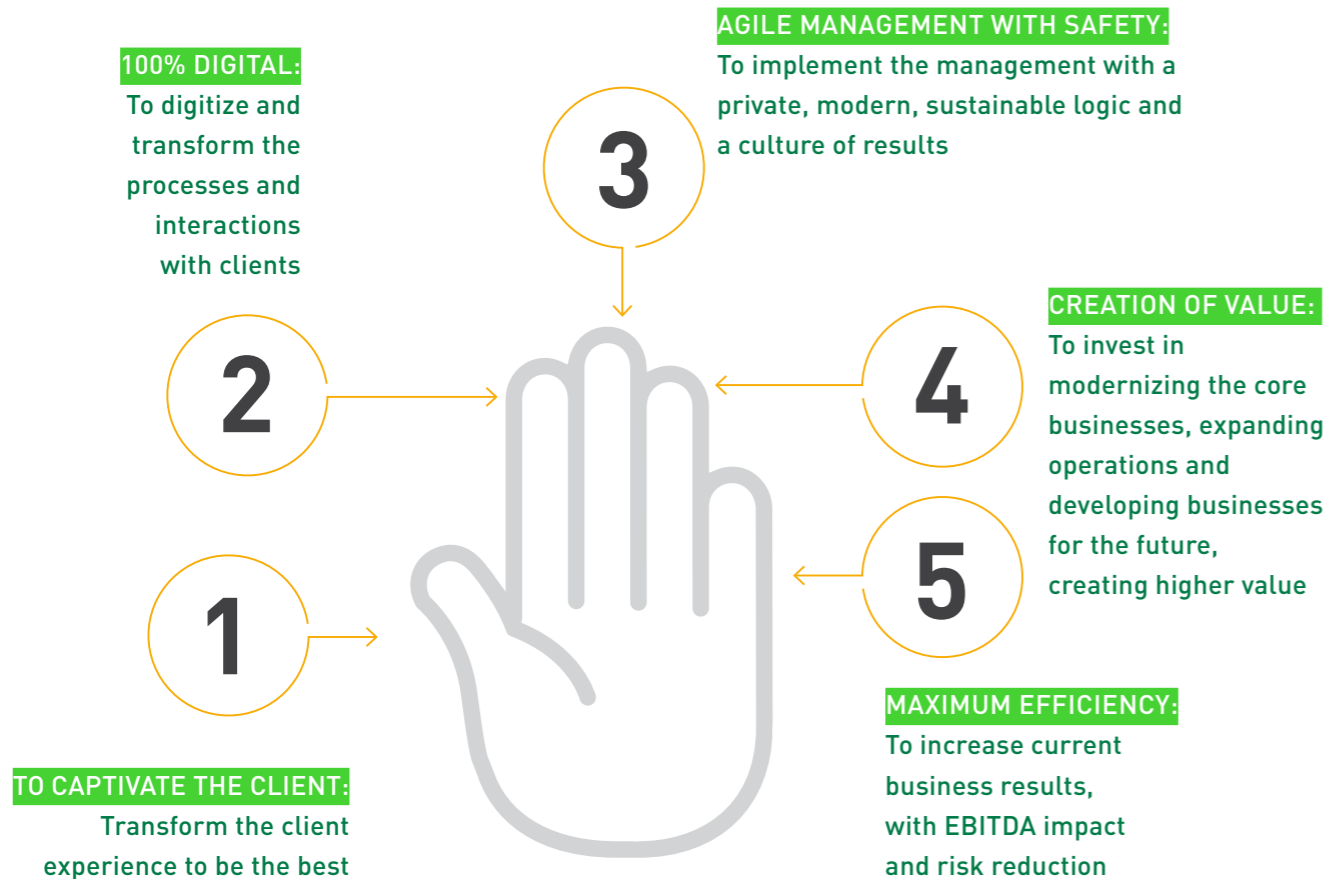 1
TO CAPTIVATE THE CLIENT:
Transform the client
experience to be the best
2
100% DIGITAL:
To digitize and
transform the
processes and
interactions
with clients
3
AGILE MANAGEMENT WITH SAFETY:
To implement the management with a
private, modern, sustainable logic and
a culture of results
4
CREATION OF VALUE:
To invest in
modernizing the core
businesses, expanding
operations and
developing businesses
for the future,
creating higher value
5
MAXIMUM EFFICIENCY:
To increase current
business results,
with EBITDA impact
and risk reduction